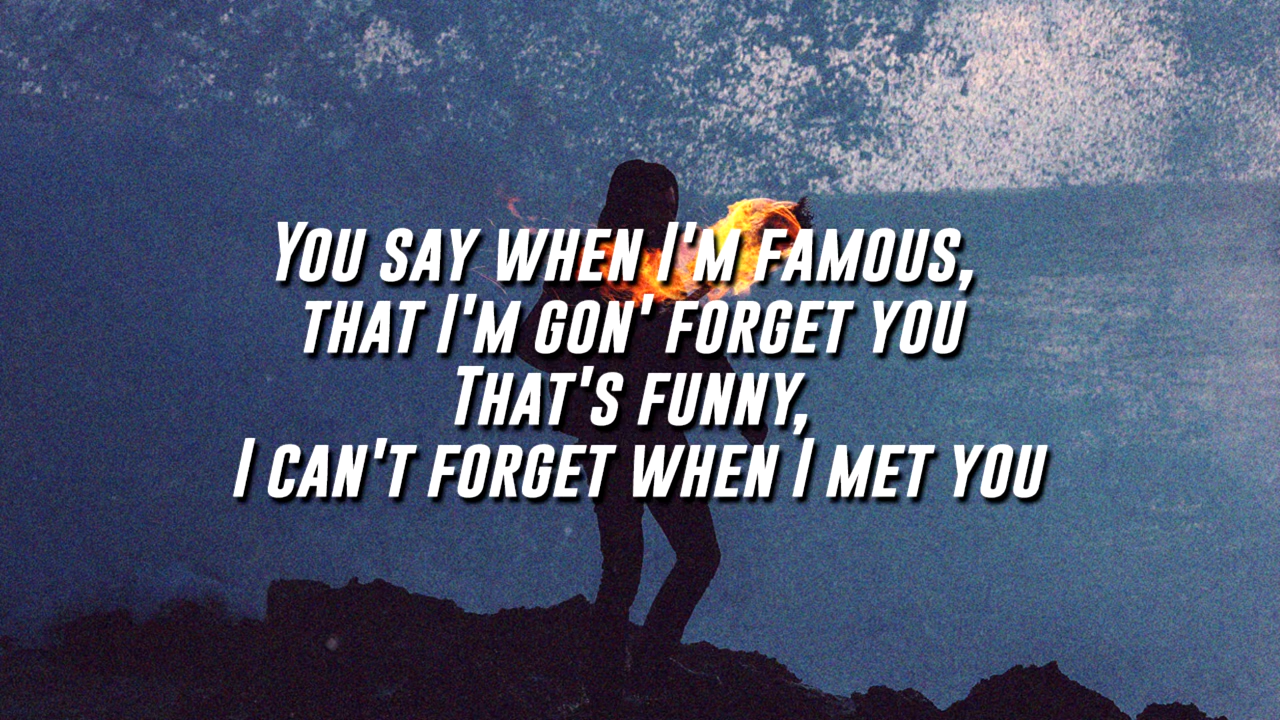 You say when I'm famous,
that I'm gon' forget you
That's funny,
I can't forget when I met you